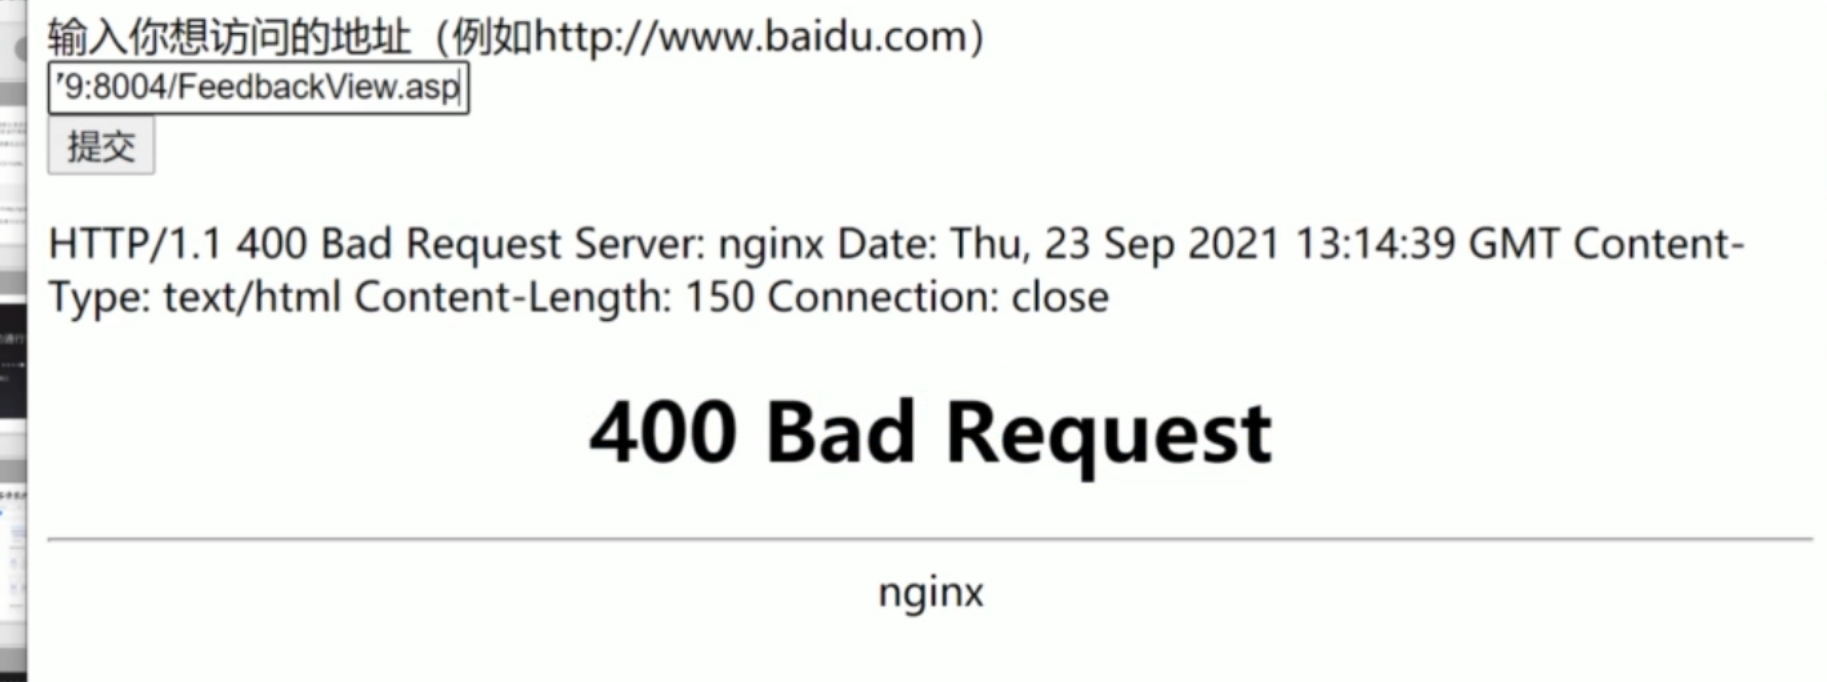 输入你想访问的地址（例如http://www.baidu.com）
9:8004/FeedbackView.asp
提交
HTTP/1.1 400 Bad Request Server: nginx Date: Thu, 23 Sep 2021 13:14:39 GMT Content-
Type: text/html Content-Length: 150 Connection: close
400 Bad Request
nginx